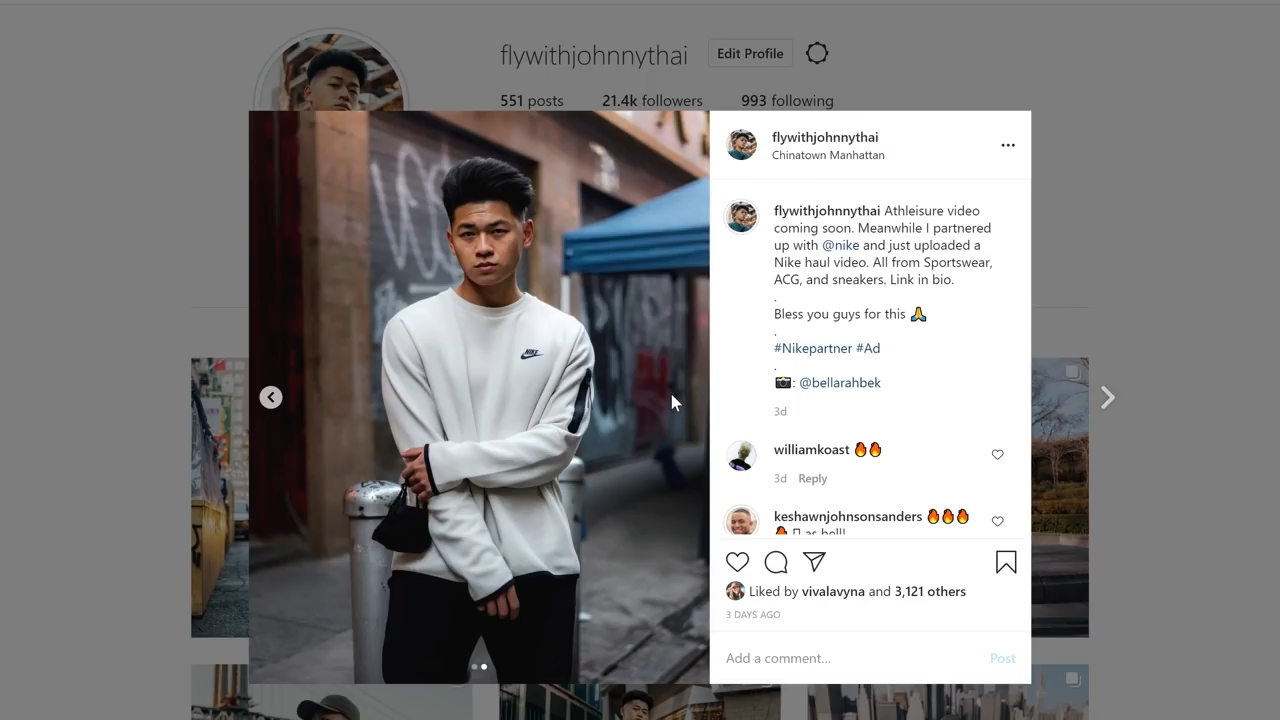 flywithjohnnythai Edit Profile
551 posts 21.4k followers 993 following
flywithjohnnythai
Chinatown Manhattan
flywithjohnnythai Athleisure video
coming soon. Meanwhile I partnered
up with @nike and just uploaded a
Nike haul video. All from Sportswear,
ACG, and sneakers. Link in bio.
.
Bless you guys for this 🙏
.
#Nikepartner #Ad
.
📸: @bellarahbek
3d
williamkoast 🔥🔥
3d Reply
keshawnjohnsonsanders 🔥🔥🔥
🔥 as hell!
Liked by vivalavyna and 3,121 others
3 DAYS AGO
Add a comment... Post
NIKE